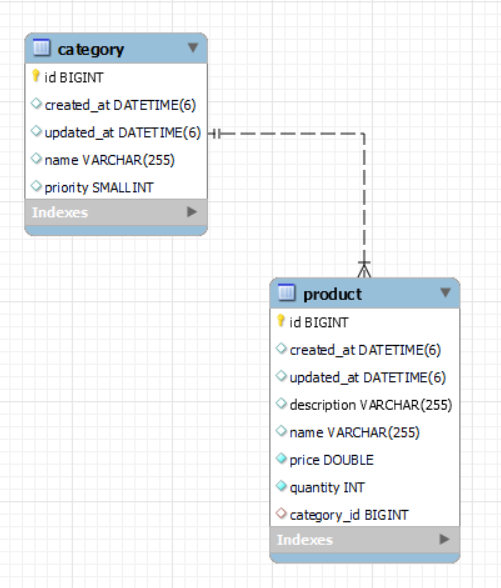 category
id BIGINT
created_at DATETIME(6)
updated_at DATETIME(6)
name VARCHAR(255)
priority SMALLINT
Indexes
product
id BIGINT
created_at DATETIME(6)
updated_at DATETIME(6)
description VARCHAR(255)
name VARCHAR(255)
price DOUBLE
quantity INT
category_id BIGINT
Indexes